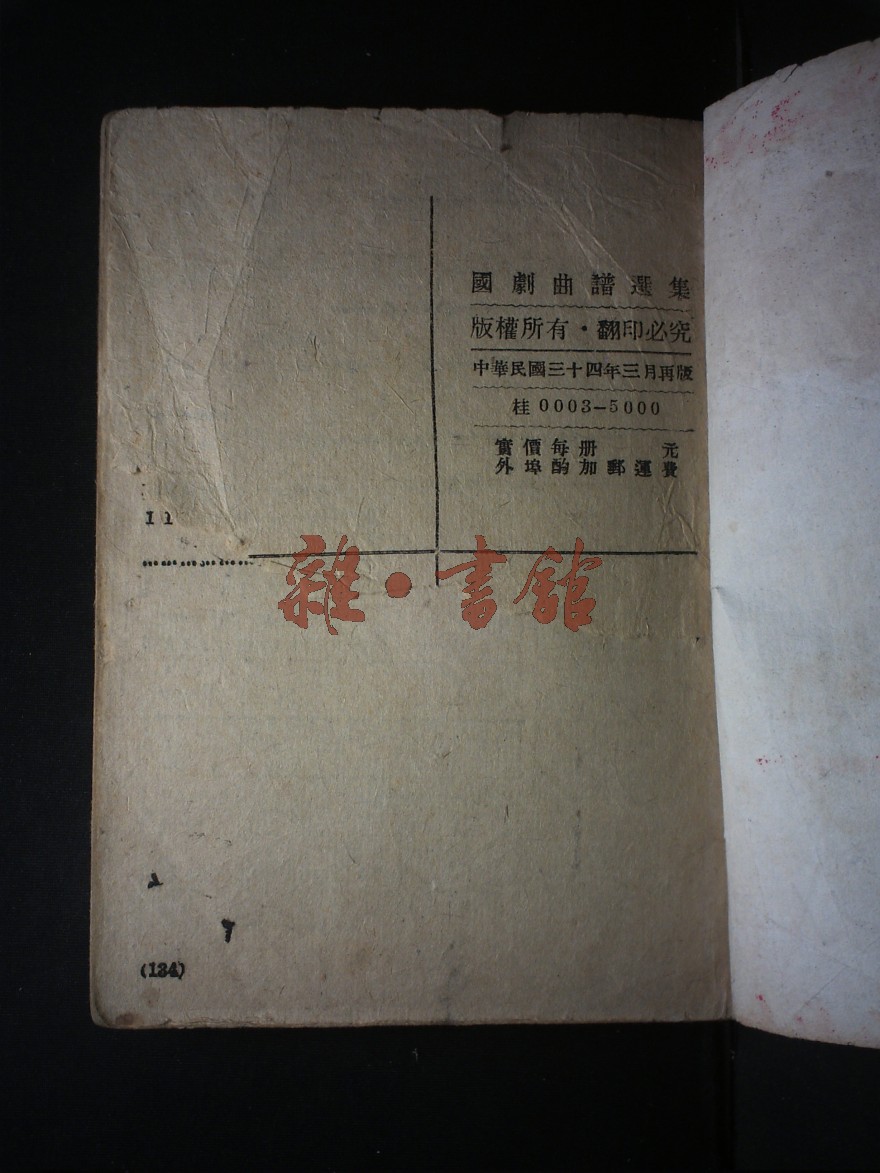 國劇曲譜選集
版權所有・翻印必究
中華民國三十四年三月再版
桂 0003—5000
實價每册 元
外埠酌加郵運費
雜・書館
(134)